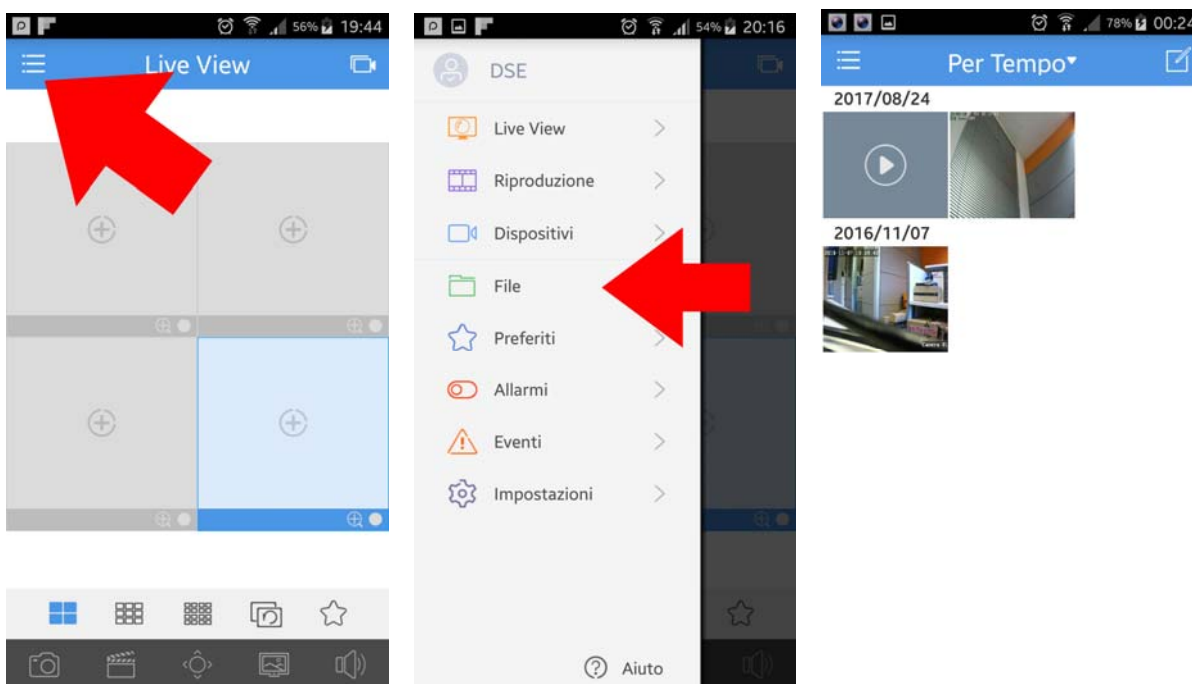 56% 19:44
Live View
54% 20:16
DSE
Live View
Riproduzione
Dispositivi
File
Preferiti
Allarmi
Eventi
Impostazioni
Aiuto
78% 00:24
Per Tempo
2017/08/24
2016/11/07